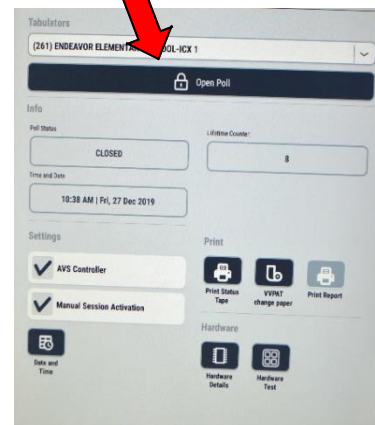 Tabulators
(261) ENDEAVOR ELEMENTA OOL-ICX 1
Open Poll
Info
Poll Status
Lifetime Counter
CLOSED
8
Time and Date
10:38 AM | Fri, 27 Dec 2019
Settings
Print
AVS Controller
Manual Session Activation
Print Status
Tape
VVPAT
change paper
Print Report
Hardware
Date and
Time
Hardware
Details
Hardware
Test